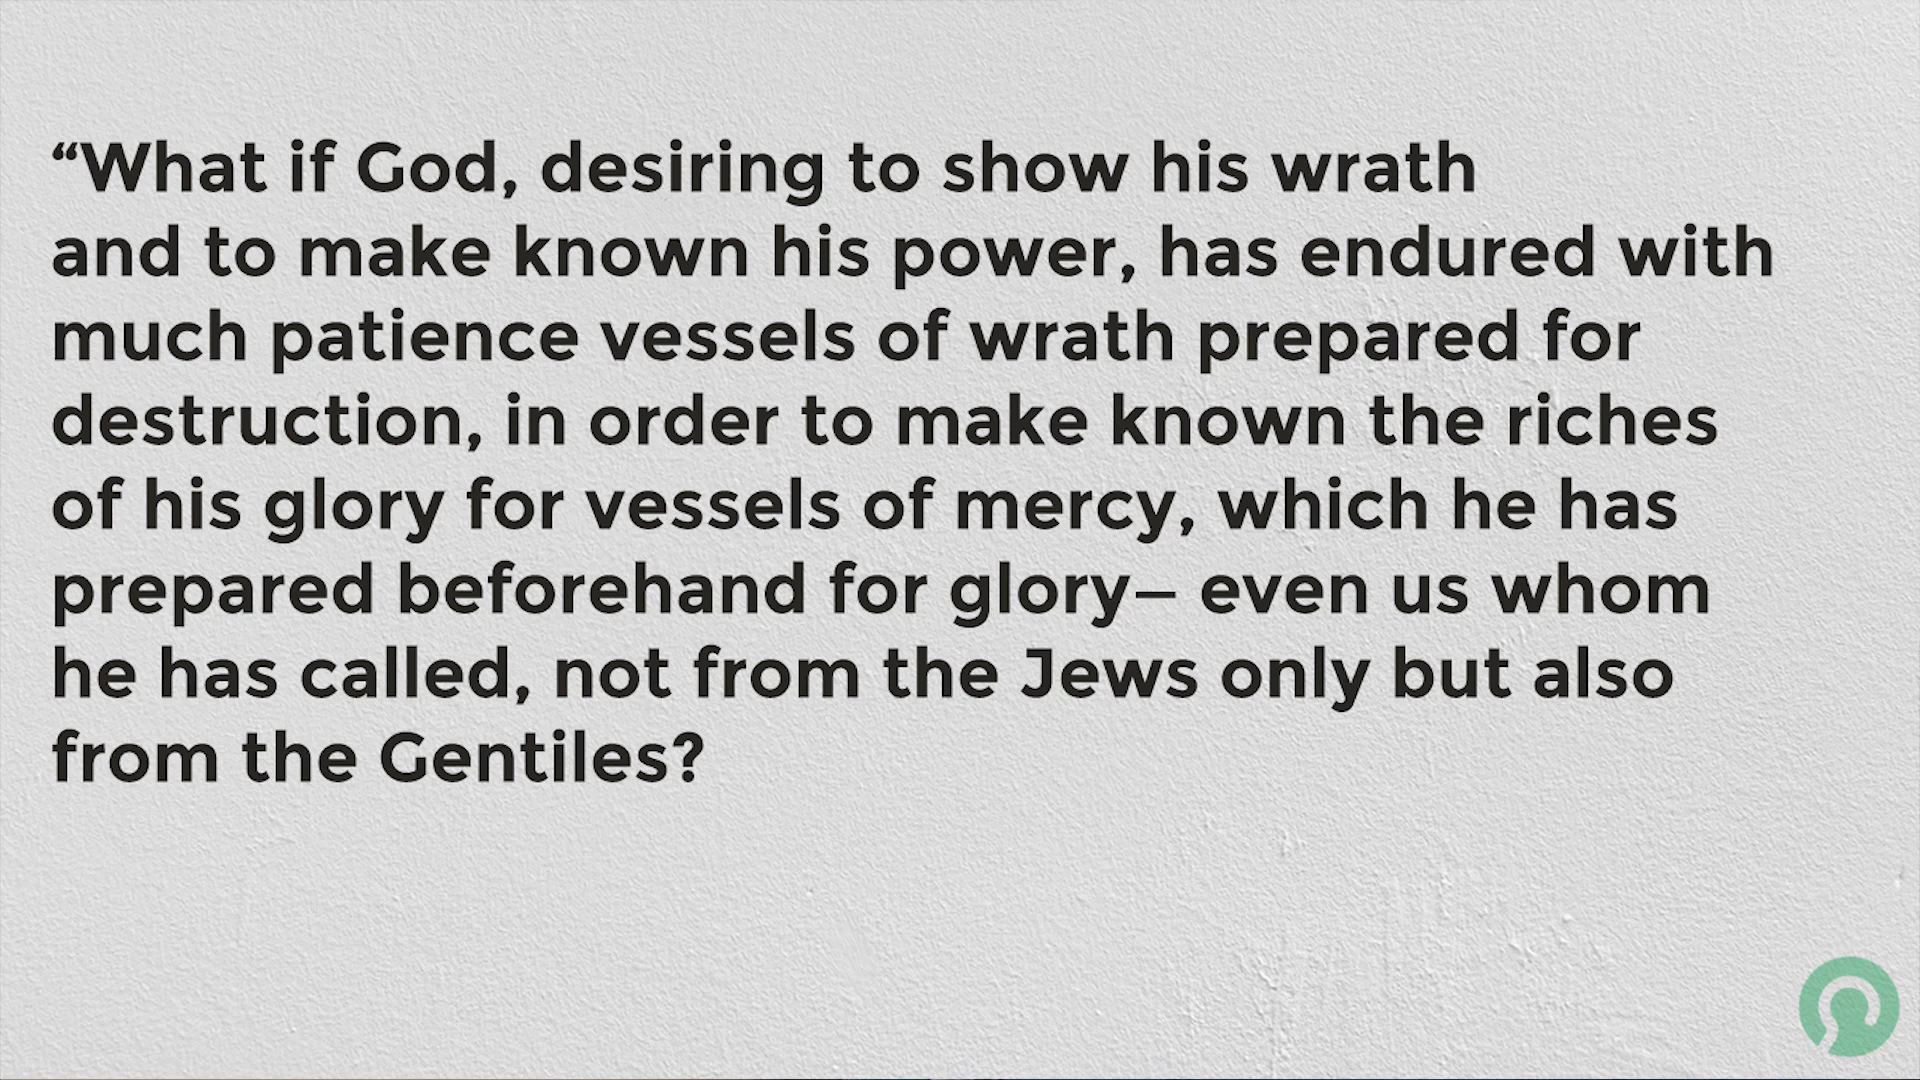 “What if God, desiring to show his wrath
and to make known his power, has endured with
much patience vessels of wrath prepared for
destruction, in order to make known the riches
of his glory for vessels of mercy, which he has
prepared beforehand for glory— even us whom
he has called, not from the Jews only but also
from the Gentiles?